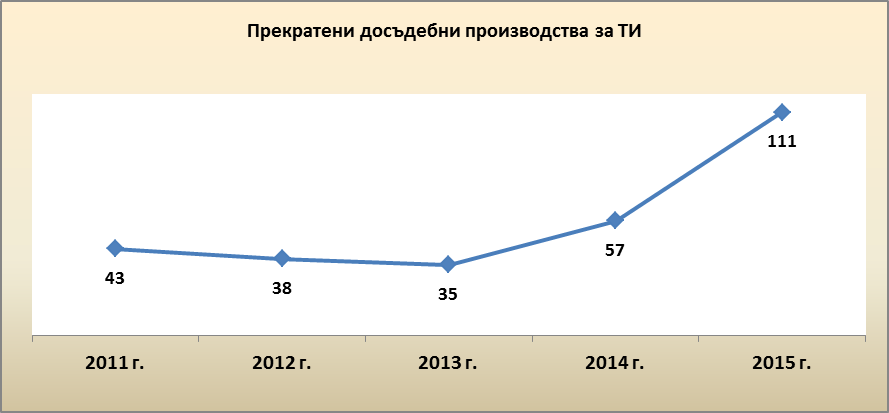 Прекратени досъдебни производства за ТИ
111
57
43
38
35
2011 г.
2012 г.
2013 г.
2014 г.
2015 г.